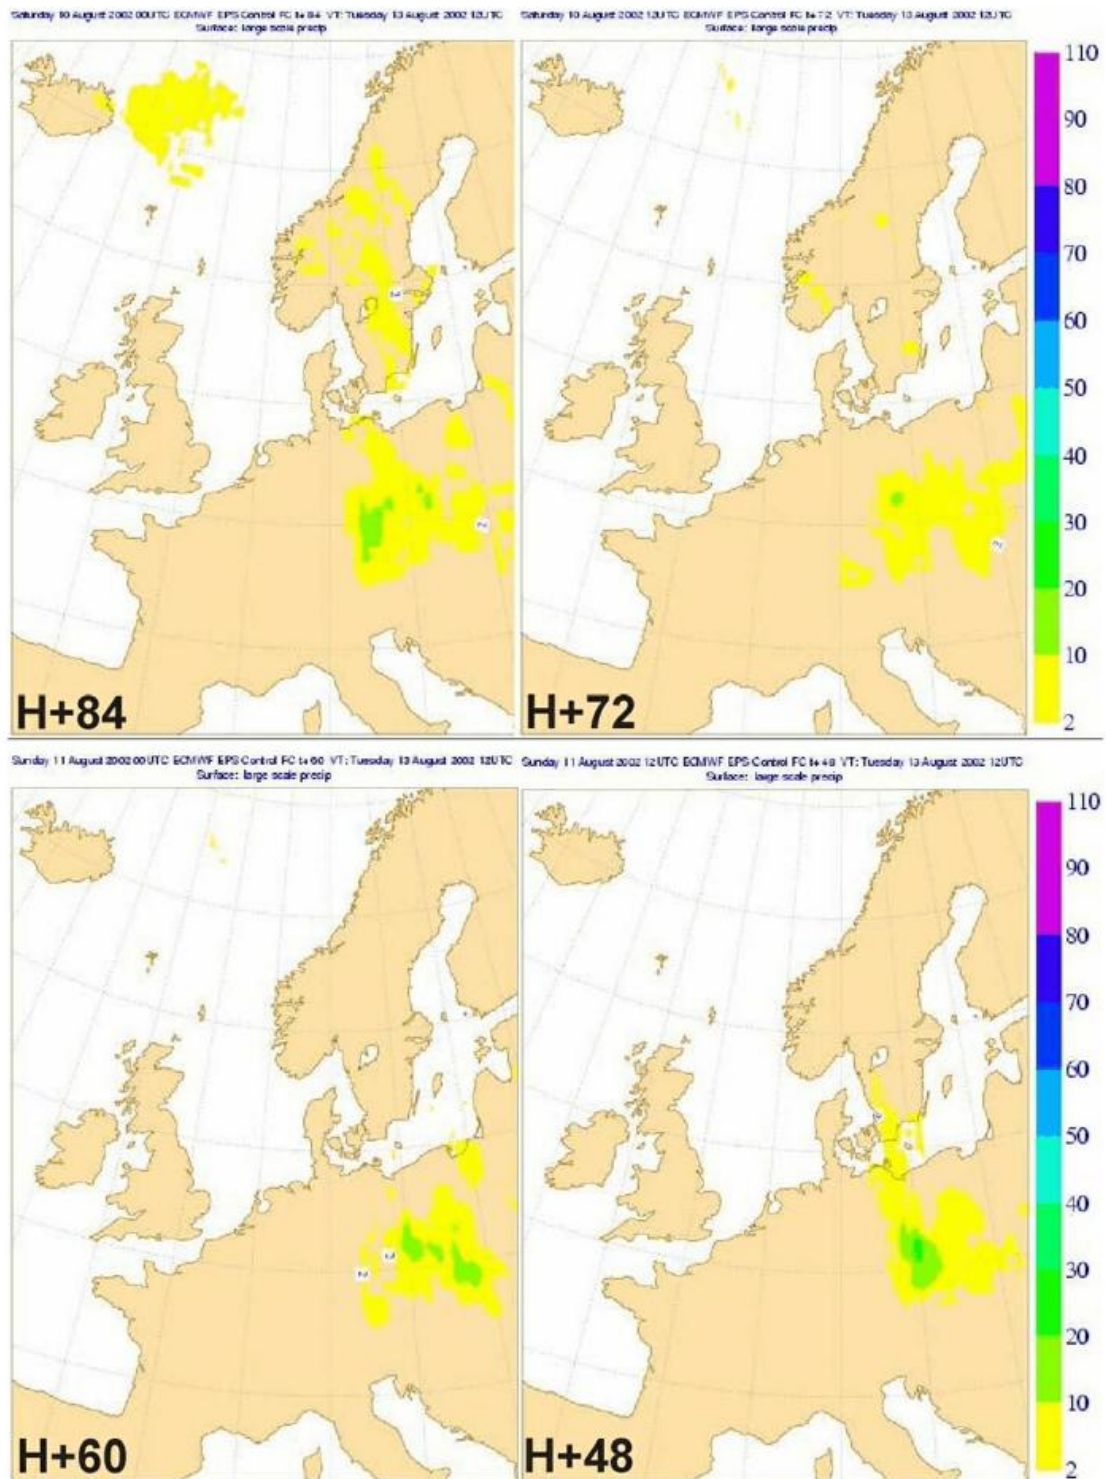 Saturday 10 August 2002 00UTC ECMWF EPS Control FC t+84 VT: Tuesday 13 August 2002 12UTC
Surface: large scale precip
Saturday 10 August 2002 12UTC ECMWF EPS Control FC t+72 VT: Tuesday 13 August 2002 12UTC
Surface: large scale precip
110
90
80
70
60
50
40
30
20
10
2
2
2
2
H+84
H+72
Sunday 11 August 2002 00UTC ECMWF EPS Control FC t+60 VT: Tuesday 13 August 2002 12UTC
Surface: large scale precip
Sunday 11 August 2002 12UTC ECMWF EPS Control FC t+48 VT: Tuesday 13 August 2002 12UTC
Surface: large scale precip
110
90
80
70
60
50
40
30
20
10
2
2
2
H+60
H+48